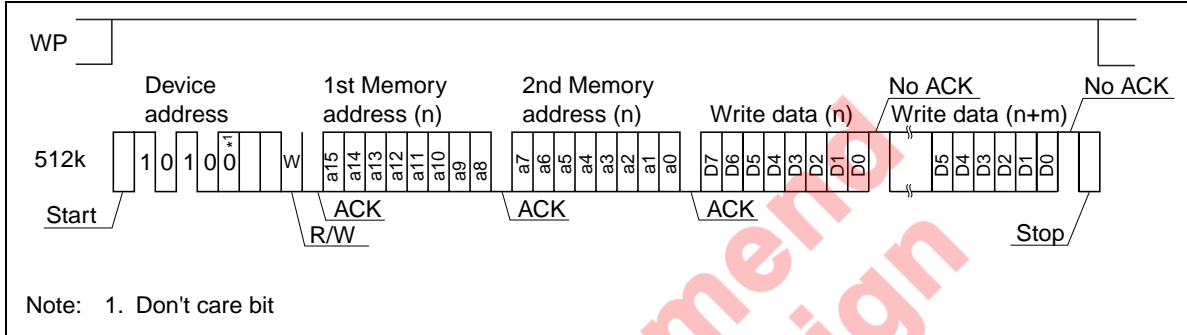 WP
Device address
1st Memory address (n)
2nd Memory address (n)
Write data (n)
No ACK
Write data (n+m)
No ACK
512k
1 0 1 0 0 0*1
W
a15 a14 a13 a12 a11 a10 a9 a8
a7 a6 a5 a4 a3 a2 a1 a0
D7 D6 D5 D4 D3 D2 D1 D0
D5 D4 D3 D2 D1 D0
Start
R/W
ACK
ACK
ACK
Stop
Note: 1. Don't care bit